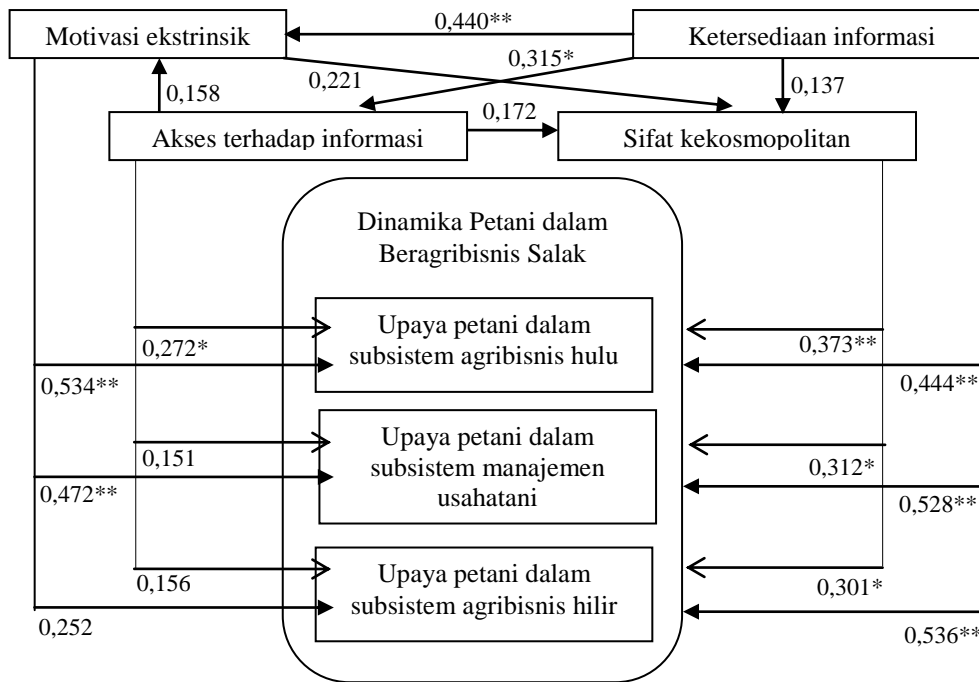 0,440**
Motivasi ekstrinsik
Ketersediaan informasi
0,315*
0,221
0,158
0,137
0,172
Akses terhadap informasi
Sifat kekosmopolitan
Dinamika Petani dalam
Beragribisnis Salak
Upaya petani dalam
subsistem agribisnis hulu
0,272*
0,373**
0,534**
0,444**
Upaya petani dalam
subsistem manajemen
usahatani
0,151
0,312*
0,472**
0,528**
Upaya petani dalam
subsistem agribisnis hilir
0,156
0,301*
0,252
0,536**